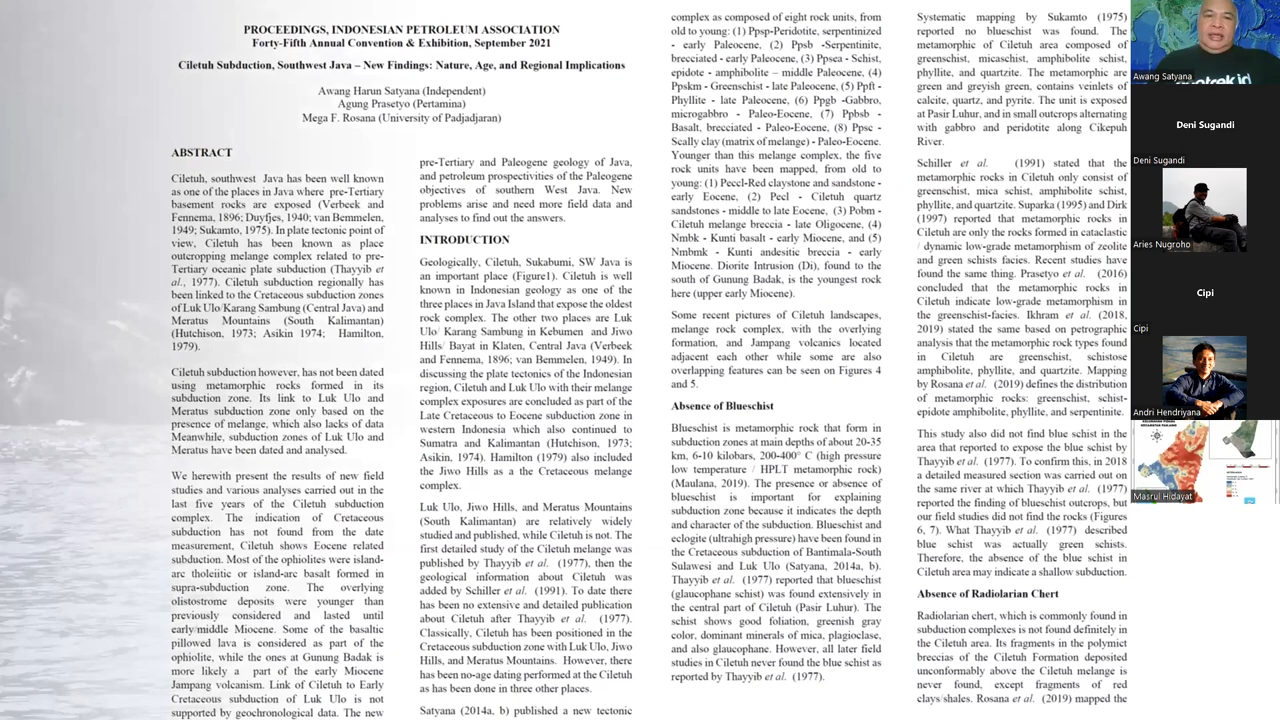 PROCEEDINGS, INDONESIAN PETROLEUM ASSOCIATION
Forty-Fifth Annual Convention & Exhibition, September 2021
Ciletuh Subduction, Southwest Java – New Findings: Nature, Age, and Regional Implications
Awang Harun Satyana (Independent)
Agung Prasetyo (Pertamina)
Mega F. Rosana (University of Padjadjaran)
ABSTRACT
Ciletuh, southwest Java has been well known
as one of the places in Java where pre-Tertiary
basement rocks are exposed (Verbeek and
Fennema, 1896; Duyfjes, 1940; van Bemmelen,
1949; Sukamto, 1975). In plate tectonic point of
view, Ciletuh has been known as place
outcropping melange complex related to pre-
Tertiary oceanic plate subduction (Thayyib et
al., 1977). Ciletuh subduction regionally has
been linked to the Cretaceous subduction zones
of Luk Ulo/Karang Sambung (Central Java) and
Meratus Mountains (South Kalimantan)
(Hutchison, 1973; Asikin 1974; Hamilton,
1979).
Ciletuh subduction however, has not been dated
using metamorphic rocks formed in its
subduction zone. Its link to Luk Ulo and
Meratus subduction zone only based on the
presence of melange, which also lacks of data
Meanwhile, subduction zones of Luk Ulo and
Meratus have been dated and analysed.
We herewith present the results of new field
studies and various analyses carried out in the
last five years of the Ciletuh subduction
complex. The indication of Cretaceous
subduction has not found from the date
measurement, Ciletuh shows Eocene related
subduction. Most of the ophiolites were island-
arc tholeiitic or island-arc basalt formed in
supra-subduction zone. The overlying
olistostrome deposits were younger than
previously considered and lasted until
early/middle Miocene. Some of the basaltic
pillowed lava is considered as part of the
ophiolite, while the ones at Gunung Badak is
more likely a part of the early Miocene
Jampang volcanism. Link of Ciletuh to Early
Cretaceous subduction of Luk Ulo is not
supported by geochronological data. The new
pre-Tertiary and Paleogene geology of Java,
and petroleum prospectivities of the Paleogene
objectives of southern West Java. New
problems arise and need more field data and
analyses to find out the answers.
INTRODUCTION
Geologically, Ciletuh, Sukabumi, SW Java is
an important place (Figure1). Ciletuh is well
known in Indonesian geology as one of the
three places in Java Island that expose the oldest
rock complex. The other two places are Luk
Ulo/ Karang Sambung in Kebumen and Jiwo
Hills/ Bayat in Klaten, Central Java (Verbeek
and Fennema, 1896; van Bemmelen, 1949). In
discussing the plate tectonics of the Indonesian
region, Ciletuh and Luk Ulo with their melange
complex exposures are concluded as part of the
Late Cretaceous to Eocene subduction zone in
western Indonesia which also continued to
Sumatra and Kalimantan (Hutchison, 1973;
Asikin, 1974). Hamilton (1979) also included
the Jiwo Hills as a the Cretaceous melange
complex.
Luk Ulo, Jiwo Hills, and Meratus Mountains
(South Kalimantan) are relatively widely
studied and published, while Ciletuh is not. The
first detailed study of the Ciletuh melange was
published by Thayyib et al. (1977), then the
geological information about Ciletuh was
added by Schiller et al. (1991). To date there
has been no extensive and detailed publication
about Ciletuh after Thayyib et al. (1977).
Classically, Ciletuh has been positioned in the
Cretaceous subduction zone with Luk Ulo, Jiwo
Hills, and Meratus Mountains. However, there
has been no-age dating performed at the Ciletuh
as has been done in three other places.
Satyana (2014a, b) published a new tectonic
complex as composed of eight rock units, from
old to young: (1) Ppsp-Peridotite, serpentinized
- early Paleocene, (2) Ppsb -Serpentinite,
brecciated - early Paleocene, (3) Ppsea - Schist,
epidote - amphibolite – middle Paleocene, (4)
Ppskm - Greenschist - late Paleocene, (5) Ppft -
Phyllite - late Paleocene, (6) Ppgb -Gabbro,
microgabbro - Paleo-Eocene, (7) Ppbsb -
Basalt, brecciated - Paleo-Eocene, (8) Ppsc -
Scally clay (matrix of melange) - Paleo-Eocene.
Younger than this melange complex, the five
rock units have been mapped, from old to
young: (1) Peccl-Red claystone and sandstone -
early Eocene, (2) Pecl - Ciletuh quartz
sandstones - middle to late Eocene, (3) Pobm -
Ciletuh melange breccia - late Oligocene, (4)
Nmbk - Kunti basalt - early Miocene, and (5)
Nmbmk - Kunti andesitic breccia - early
Miocene. Diorite Intrusion (Di), found to the
south of Gunung Badak, is the youngest rock
here (upper early Miocene).
Some recent pictures of Ciletuh landscapes,
melange rock complex, with the overlying
formation, and Jampang volcanics located
adjacent each other while some are also
overlapping features can be seen on Figures 4
and 5.
Absence of Blueschist
Blueschist is metamorphic rock that form in
subduction zones at main depths of about 20-35
km, 6-10 kilobars, 200-400° C (high pressure
low temperature / HPLT metamorphic rock)
(Maulana, 2019). The presence or absence of
blueschist is important for explaining
subduction zone because it indicates the depth
and character of the subduction. Blueschist and
eclogite (ultrahigh pressure) have been found in
the Cretaceous subduction of Bantimala-South
Sulawesi and Luk Ulo (Satyana, 2014a, b).
Thayyib et al. (1977) reported that blueschist
(glaucophane schist) was found extensively in
the central part of Ciletuh (Pasir Luhur). The
schist shows good foliation, greenish gray
color, dominant minerals of mica, plagioclase,
and also glaucophane. However, all later field
studies in Ciletuh never found the blue schist as
reported by Thayyib et al. (1977).
Systematic mapping by Sukamto (1975)
reported no blueschist was found. The
metamorphic of Ciletuh area composed of
greenschist, micaschist, amphibolite schist,
phyllite, and quartzite. The metamorphic are
green and greyish green, contains veinlets of
calcite, quartz, and pyrite. The unit is exposed
at Pasir Luhur, and in small outcrops alternating
with gabbro and peridotite along Cikepuh
River.
Schiller et al. (1991) stated that the
metamorphic rocks in Ciletuh only consist of
greenschist, mica schist, amphibolite schist,
phyllite, and quartzite. Suparka (1995) and Dirk
(1997) reported that metamorphic rocks in
Ciletuh are only the rocks formed in cataclastic
/ dynamic low-grade metamorphism of zeolite
and green schists facies. Recent studies have
found the same thing. Prasetyo et al. (2016)
concluded that the metamorphic rocks in
Ciletuh indicate low-grade metamorphism in
the greenschist-facies. Ikhram et al. (2018,
2019) stated the same based on petrographic
analysis that the metamorphic rock types found
in Ciletuh are greenschist, schistose
amphibolite, phyllite, and quartzite. Mapping
by Rosana et al. (2019) defines the distribution
of metamorphic rocks: greenschist, schist-
epidote amphibolite, phyllite, and serpentinite.
This study also did not find blue schist in the
area that reported to expose the blue schist by
Thayyib et al. (1977). To confirm this, in 2018
a detailed measured section was carried out on
the same river at which Thayyib et al. (1977)
reported the finding of blueschist outcrops, but
our field studies did not find the rocks (Figures
6, 7). What Thayyib et al. (1977) described
blue schist was actually green schists.
Therefore, the absence of the blue schist in
Ciletuh area may indicate a shallow subduction.
Absence of Radiolarian Chert
Radiolarian chert, which is commonly found in
subduction complexes is not found definitely in
the Ciletuh area. Its fragments in the polymict
breccias of the Ciletuh Formation deposited
unconformably above the Ciletuh melange is
never found, except fragments of red
clays/shales. Rosana et al. (2019) mapped the
Awang Satyana
Deni Sugandi
Deni Sugandi
Aries Nugroho
Cipi
Cipi
Andri Hendriyana
Masrul Hidayat